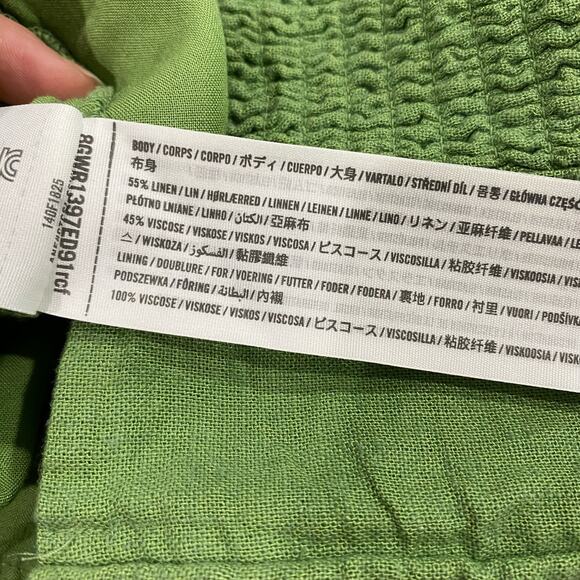 140F1825
8GWR1397ED91rcf
BODY / CORPS / CORPO / ボディ / CUERPO / 大身 / VARTALO / STŘEDNÍ DÍL / 몸통 / GŁÓWNA CZĘŚĆ
布身
55% LINEN / LIN / HØRLÆRRED / LINNEN / LEINEN / LINNE / LINO / リネン / 亚麻纤维 / PELLAVAA / LE
PŁÓTNO LNIANE / LINHO / الكتان / 亞麻布
45% VISCOSE / VISKOSE / VISKOS / VISCOSA / ビスコース / VISCOSILLA / 粘胶纤维 / VISKOOSIA / VISK
스 / WISKOZA / الفسكوز / 黏膠纖維
LINING / DOUBLURE / FOR / VOERING / FUTTER / FODER / FODERA / 裏地 / FORRO / 衬里 / VUORI / PODŠÍVKA
PODSZEWKA / FÔRING / البطانة / 內襯
100% VISCOSE / VISKOSE / VISKOS / VISCOSA / ビスコース / VISCOSILLA / 粘胶纤维 / VISKOOSIA / VISK